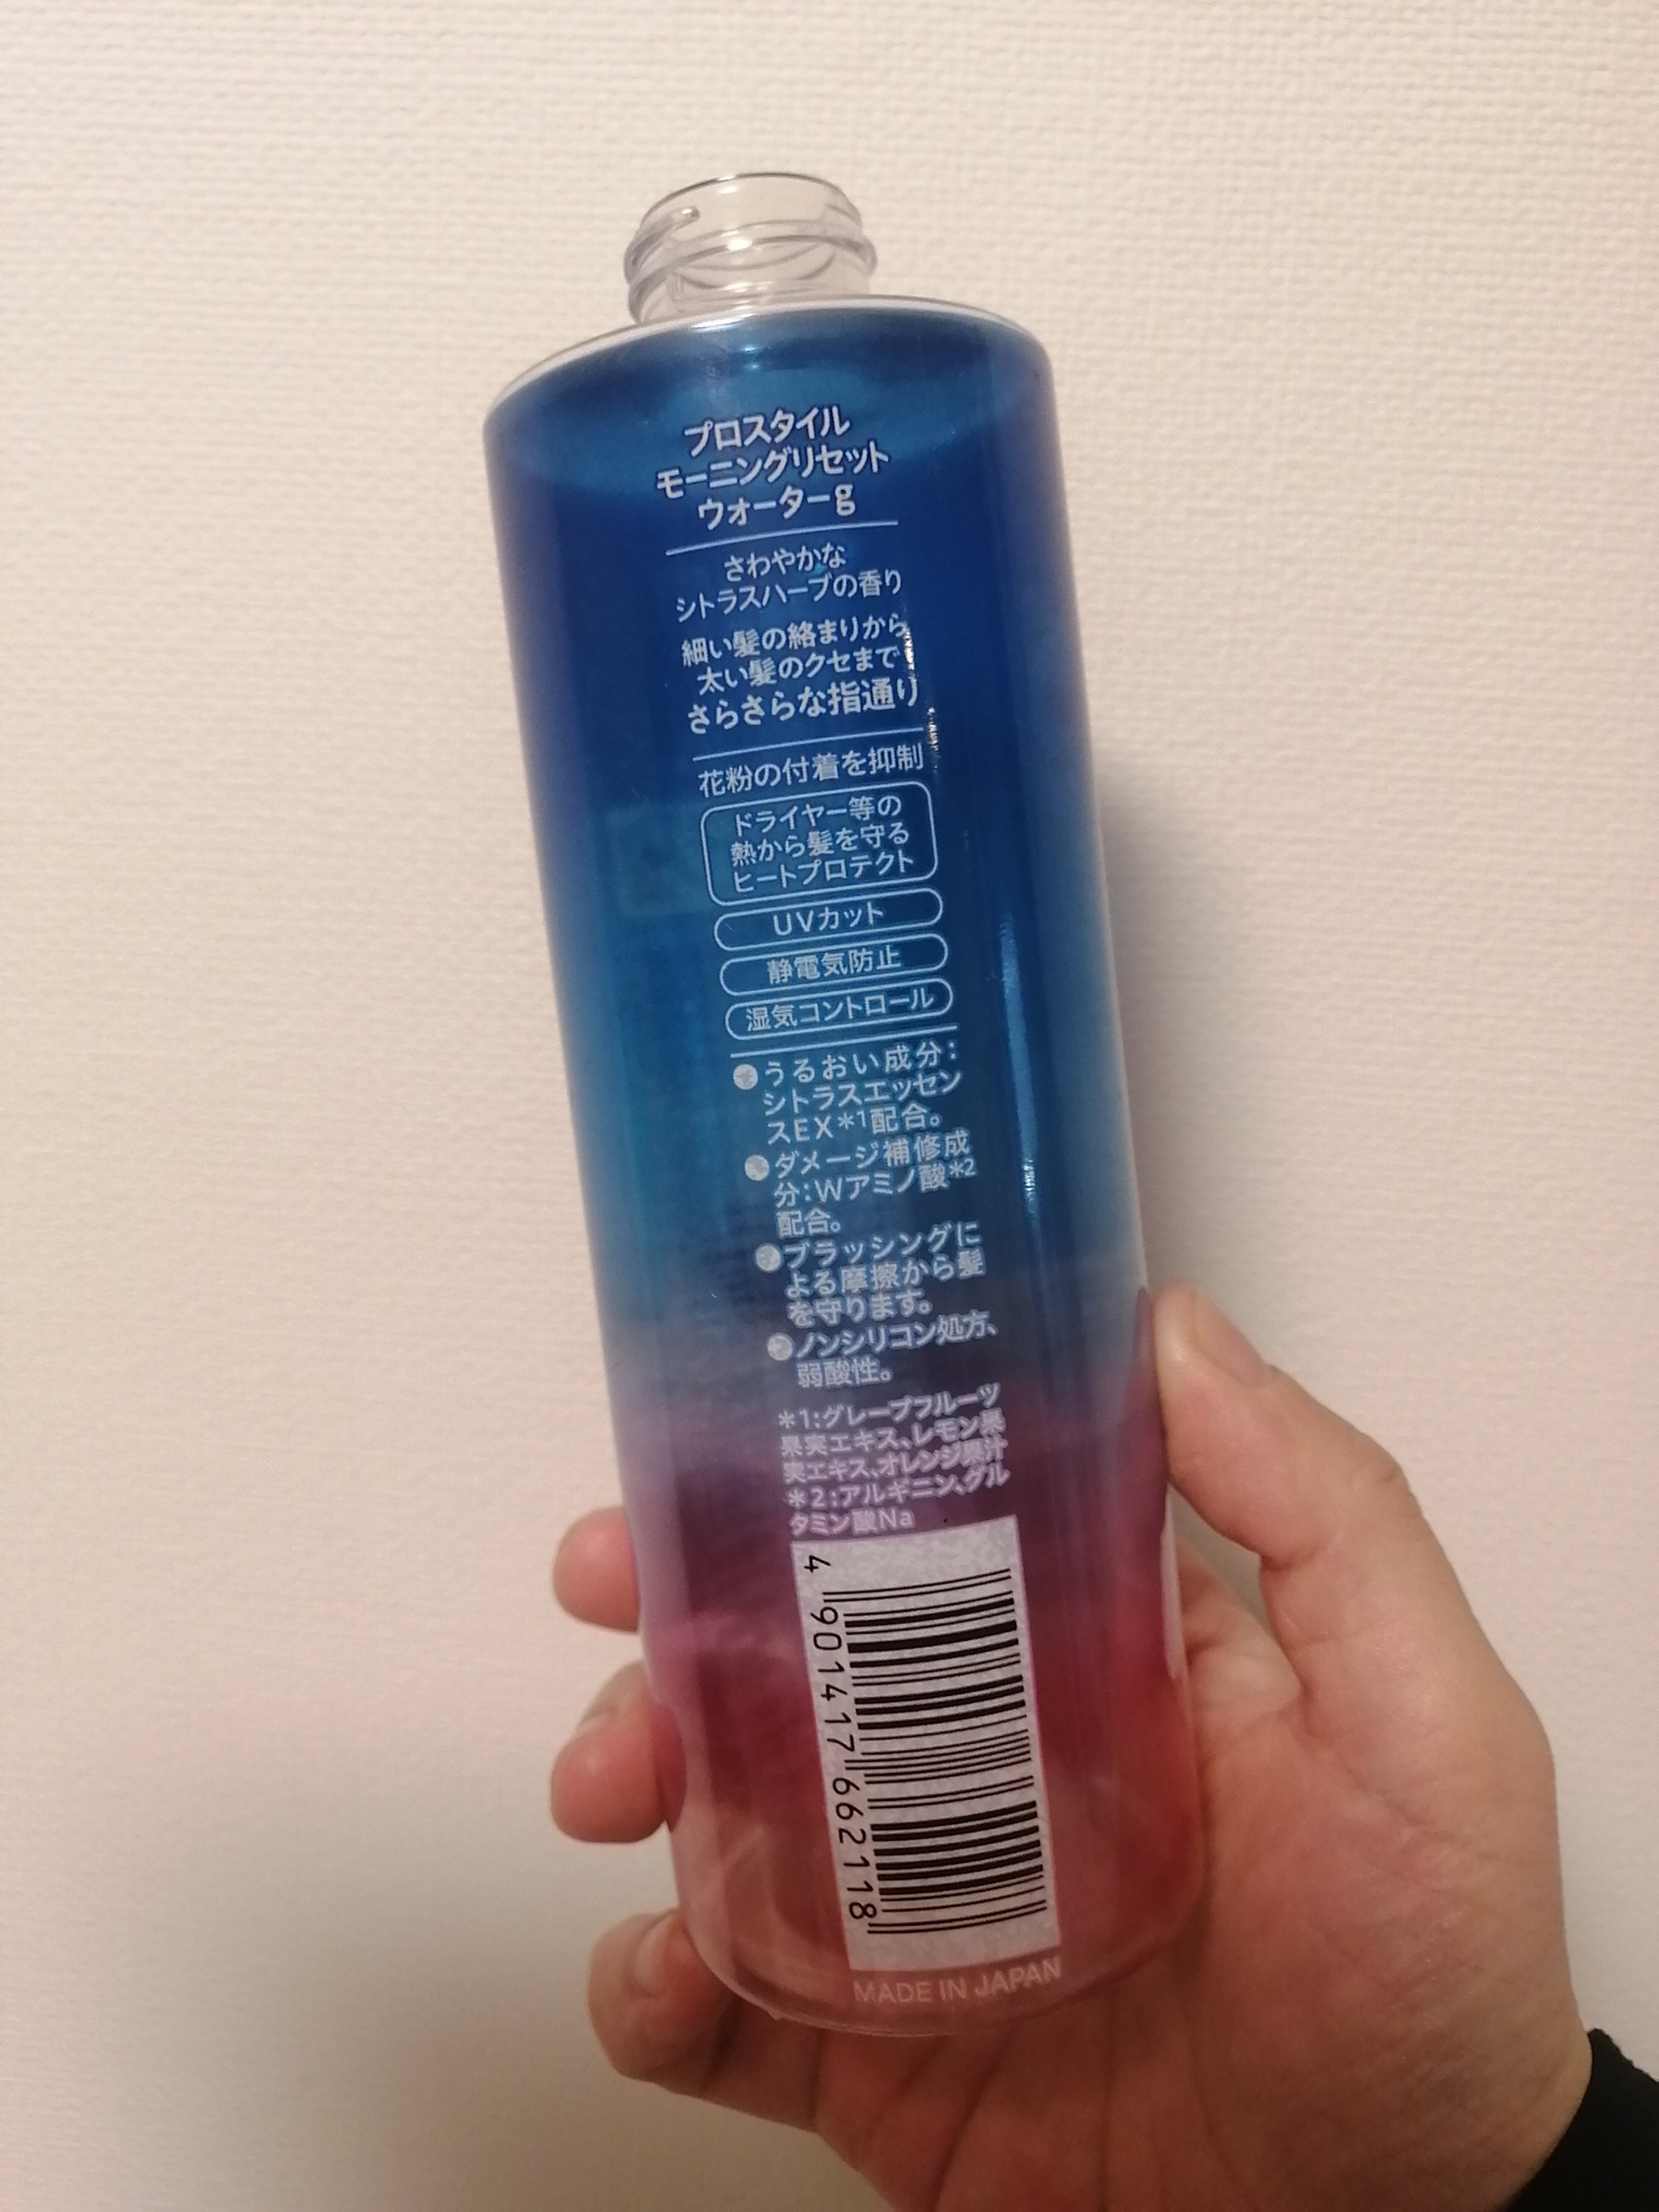 プロスタイル
モーニングリセット
ウォーターg
さわやかな
シトラスハーブの香り
細い髪の絡まりから
太い髪のクセまで
さらさらな指通り
花粉の付着を抑制
ドライヤー等の
熱から髪を守る
ヒートプロテクト
UVカット
静電気防止
湿気コントロール
●うるおい成分:
シトラスエッセン
スEX*1配合。
●ダメージ補修成
分:Wアミノ酸*2
配合。
●ブラッシングに
よる摩擦から髪
を守ります。
●ノンシリコン処方、
弱酸性。
*1:グレープフルーツ
果実エキス、レモン果
実エキス、オレンジ果汁
*2:アルギニン、グル
タミン酸Na
4 901417 662118
MADE IN JAPAN